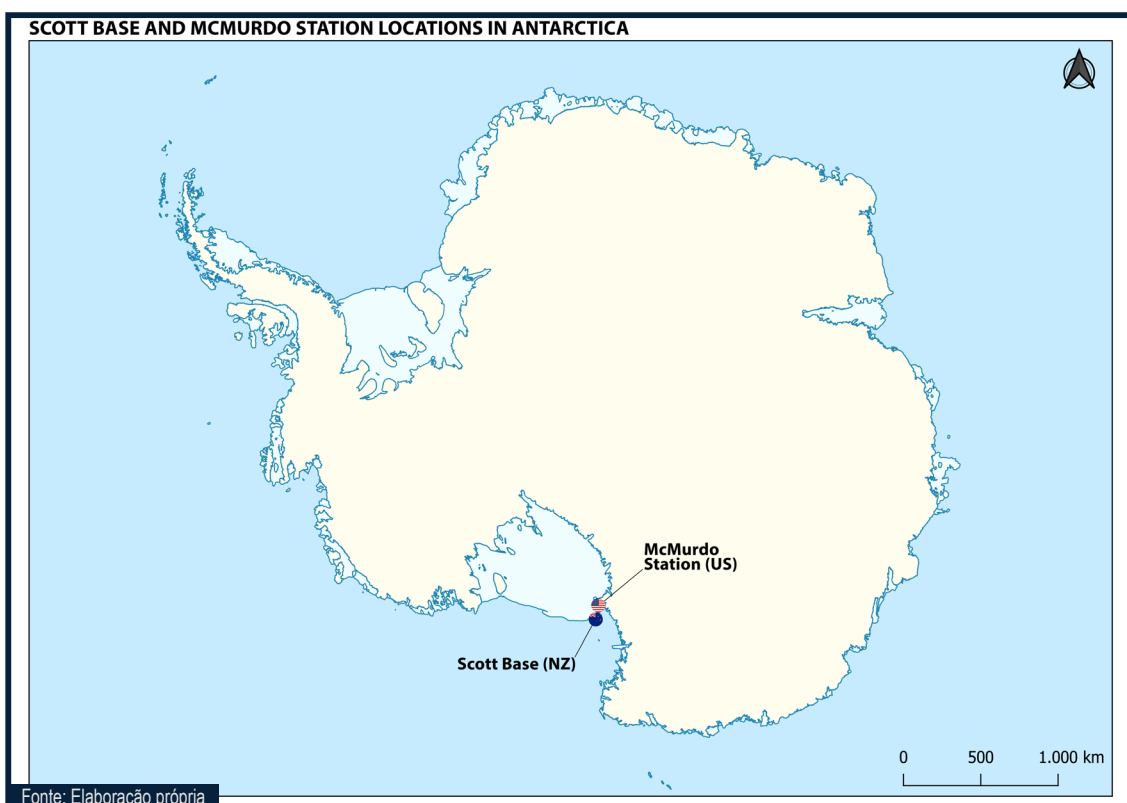 SCOTT BASE AND MCMURDO STATION LOCATIONS IN ANTARCTICA
McMurdo
Station (US)
Scott Base (NZ)
0 500 1.000 km
Fonte: Elaboração própria